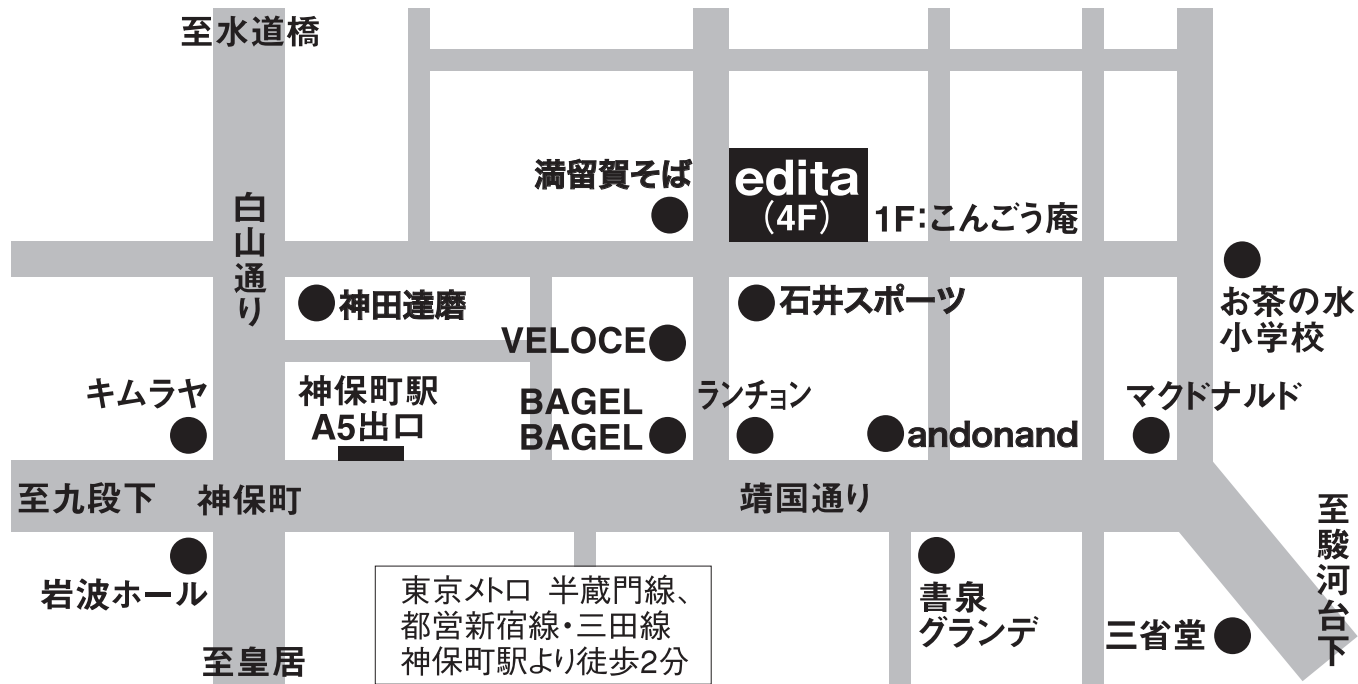 至水道橋
満留賀そば
edita
(4F)
1F:こんごう庵
白山通り
神田達磨
石井スポーツ
お茶の水
小学校
VELOCE
キムラヤ
神保町駅
A5出口
BAGEL
BAGEL
ランチョン
andonand
マクドナルド
至九段下
神保町
靖国通り
至駿河台下
岩波ホール
東京メトロ 半蔵門線、
都営新宿線・三田線
神保町駅より徒歩2分
書泉
グランデ
三省堂
至皇居